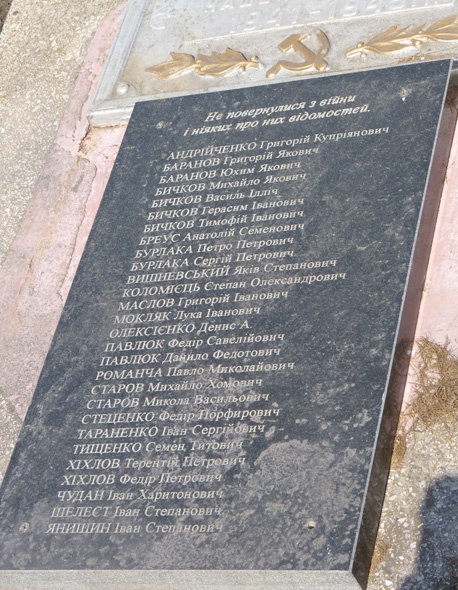 Не повернулися з війни
і ніяких про них відомостей.
АНДРІЙЧЕНКО Григорій Купріянович
БАРАНОВ Григорій Якович
БАРАНОВ Юхим Якович
БИЧКОВ Михайло Якович
БИЧКОВ Василь Ілліч
БИЧКОВ Герасим Іванович
БИЧКОВ Тимофій Іванович
БРЕУС Анатолій Семенович
БУРЛАКА Петро Петрович
БУРЛАКА Сергій Петрович
ВИШНЕВСЬКИЙ Яків Степанович
КОЛОМІЄЦЬ Степан Олександрович
МАСЛОВ Григорій Іванович
МОКЛЯК Лука Іванович
ОЛЕКСІЄНКО Денис А.
ПАВЛЮК Федір Савелійович
ПАВЛЮК Данило Федотович
РОМАНЧА Павло Миколайович
СТАРОВ Михайло Хомович
СТАРОВ Микола Васильович
СТЕЦЕНКО Федір Порфирович
ТАРАНЕНКО Іван Сергійович
ТИЩЕНКО Семен Титович
ХІХЛОВ Терентій Петрович
ХІХЛОВ Федір Петрович
ЧУДАН Іван Харитонович
ШЕЛЕСТ Іван Степанович
ЯНИШИН Іван Степанович